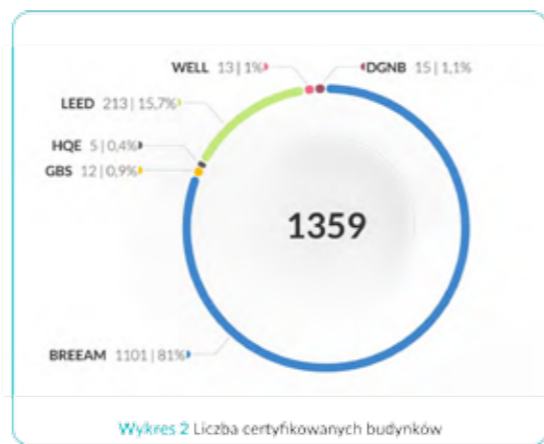 WELL 13 | 1%
DGNB 15 | 1,1%
LEED 213 | 15,7%
HQE 5 | 0,4%
GBS 12 | 0,9%
1359
BREEAM 1101 | 81%
Wykres 2 Liczba certyfikowanych budynków